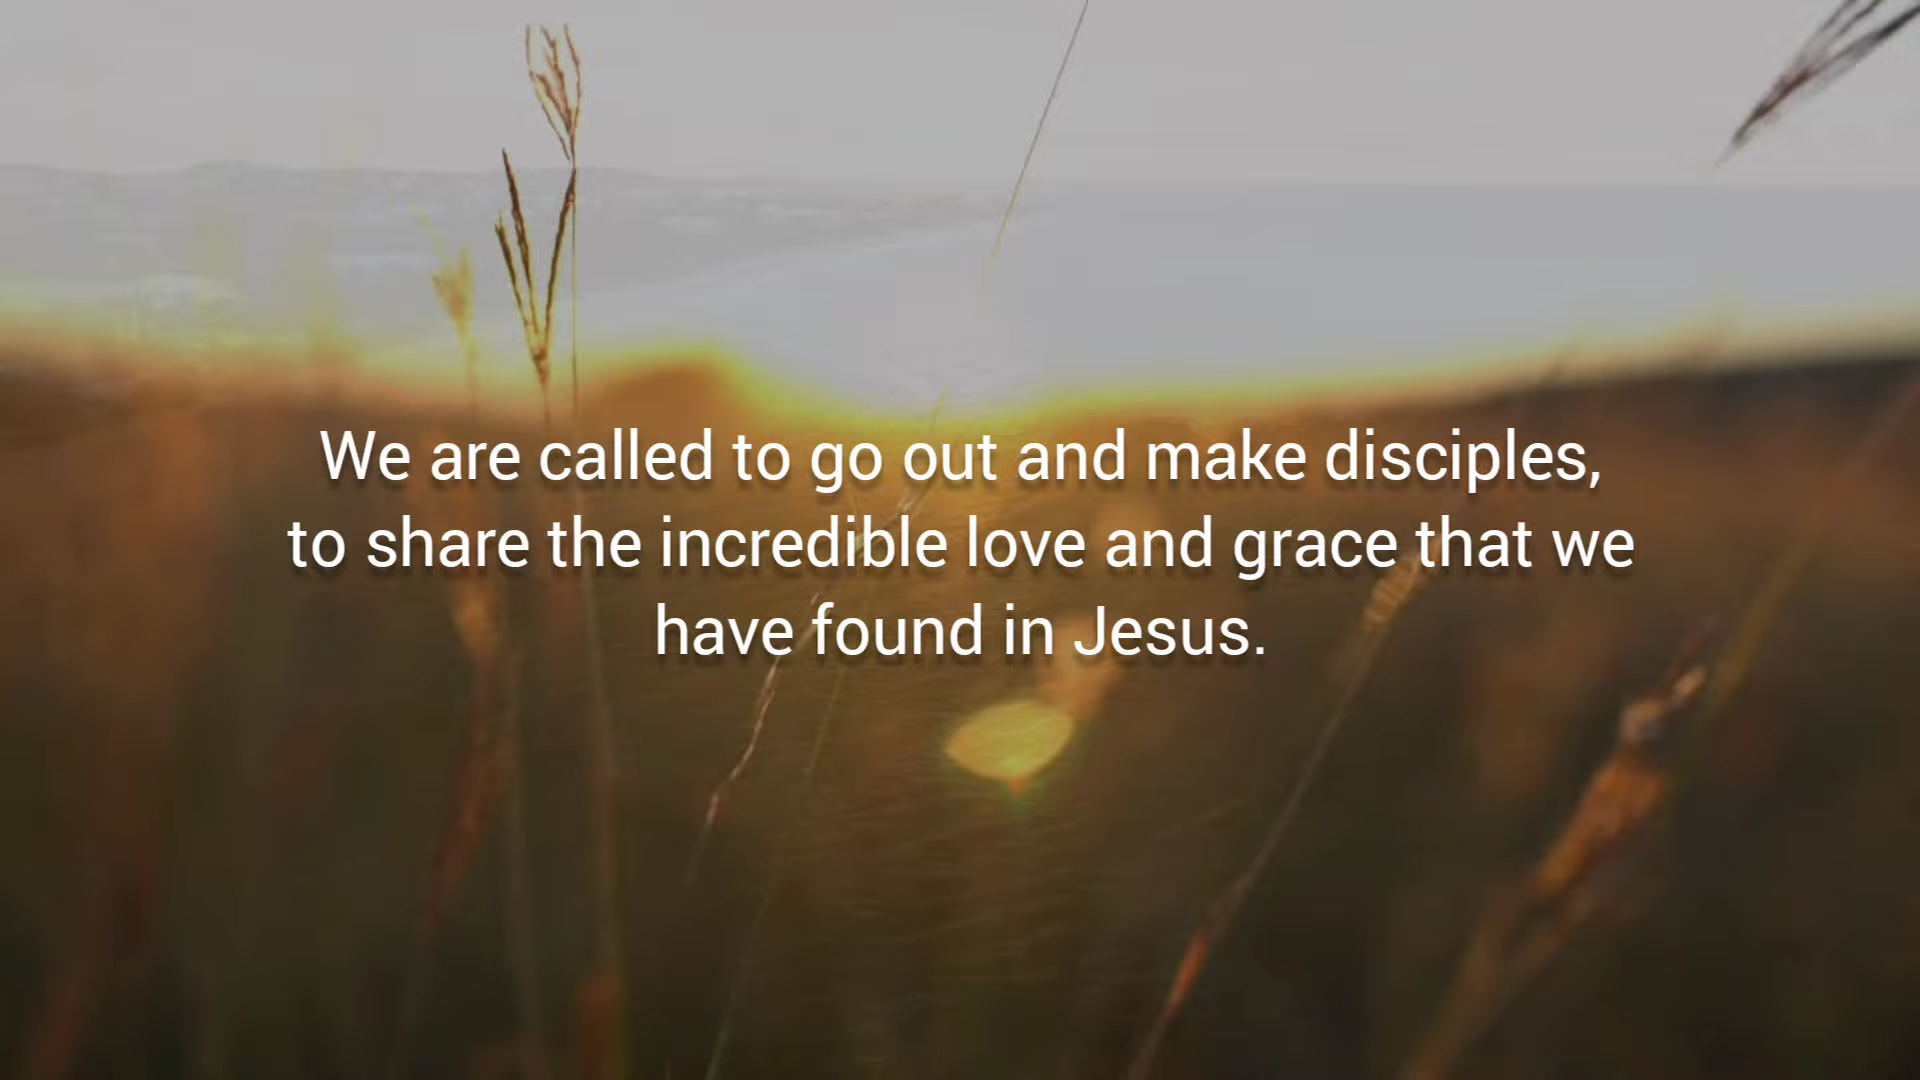 We are called to go out and make disciples,
to share the incredible love and grace that we
have found in Jesus.